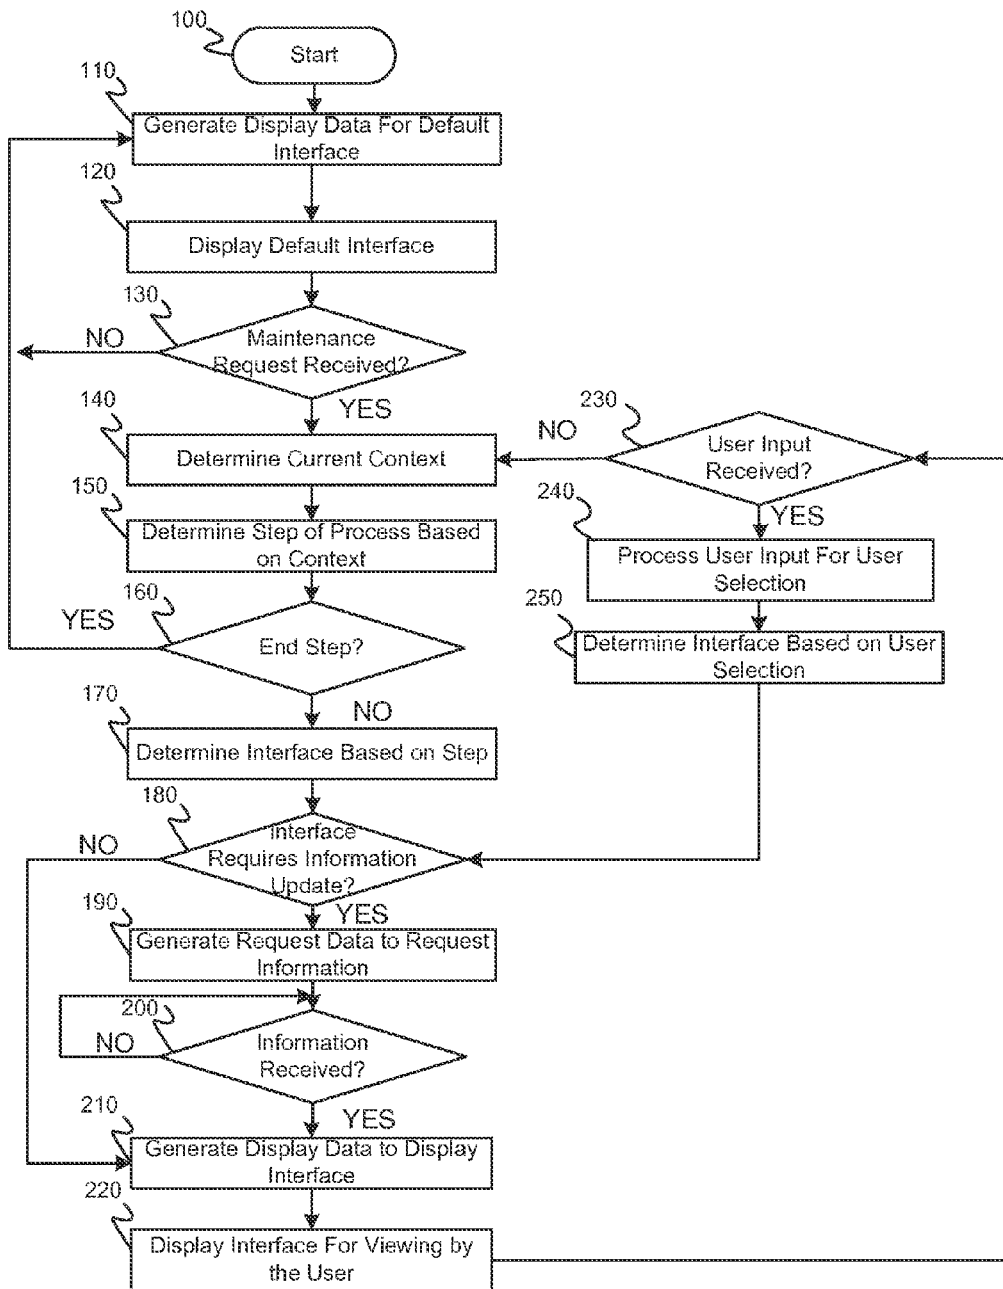 100
Start
110
Generate Display Data For Default
Interface
120
Display Default Interface
130
NO
Maintenance
Request Received?
YES
140
Determine Current Context
150
Determine Step of Process Based
on Context
YES
160
End Step?
NO
170
Determine Interface Based on Step
180
NO
Interface
Requires Information
Update?
YES
190
Generate Request Data to Request
Information
200
NO
Information
Received?
YES
210
Generate Display Data to Display
Interface
220
Display Interface For Viewing by
the User
230
NO
User Input
Received?
YES
240
Process User Input For User
Selection
250
Determine Interface Based on User
Selection